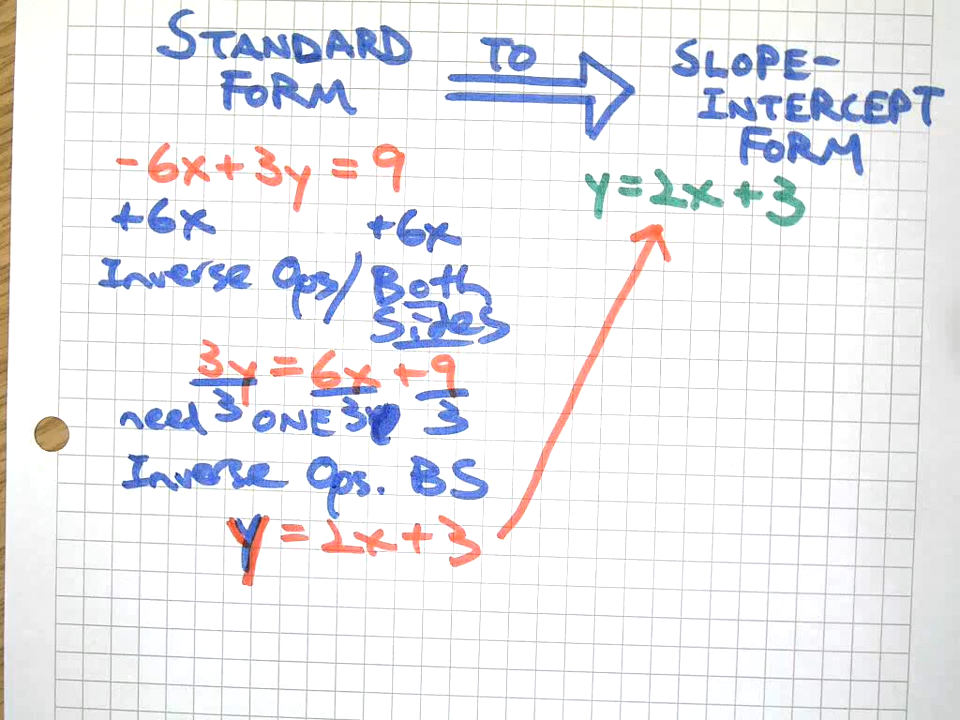 STANDARD FORM
TO
SLOPE-
INTERCEPT
FORM
-6x+3y=9
+6x +6x
Inverse Ops/Both
Sides
3y=6x+9
3 3 3
need ONE y
Inverse Ops. BS
y=2x+3
y=2x+3